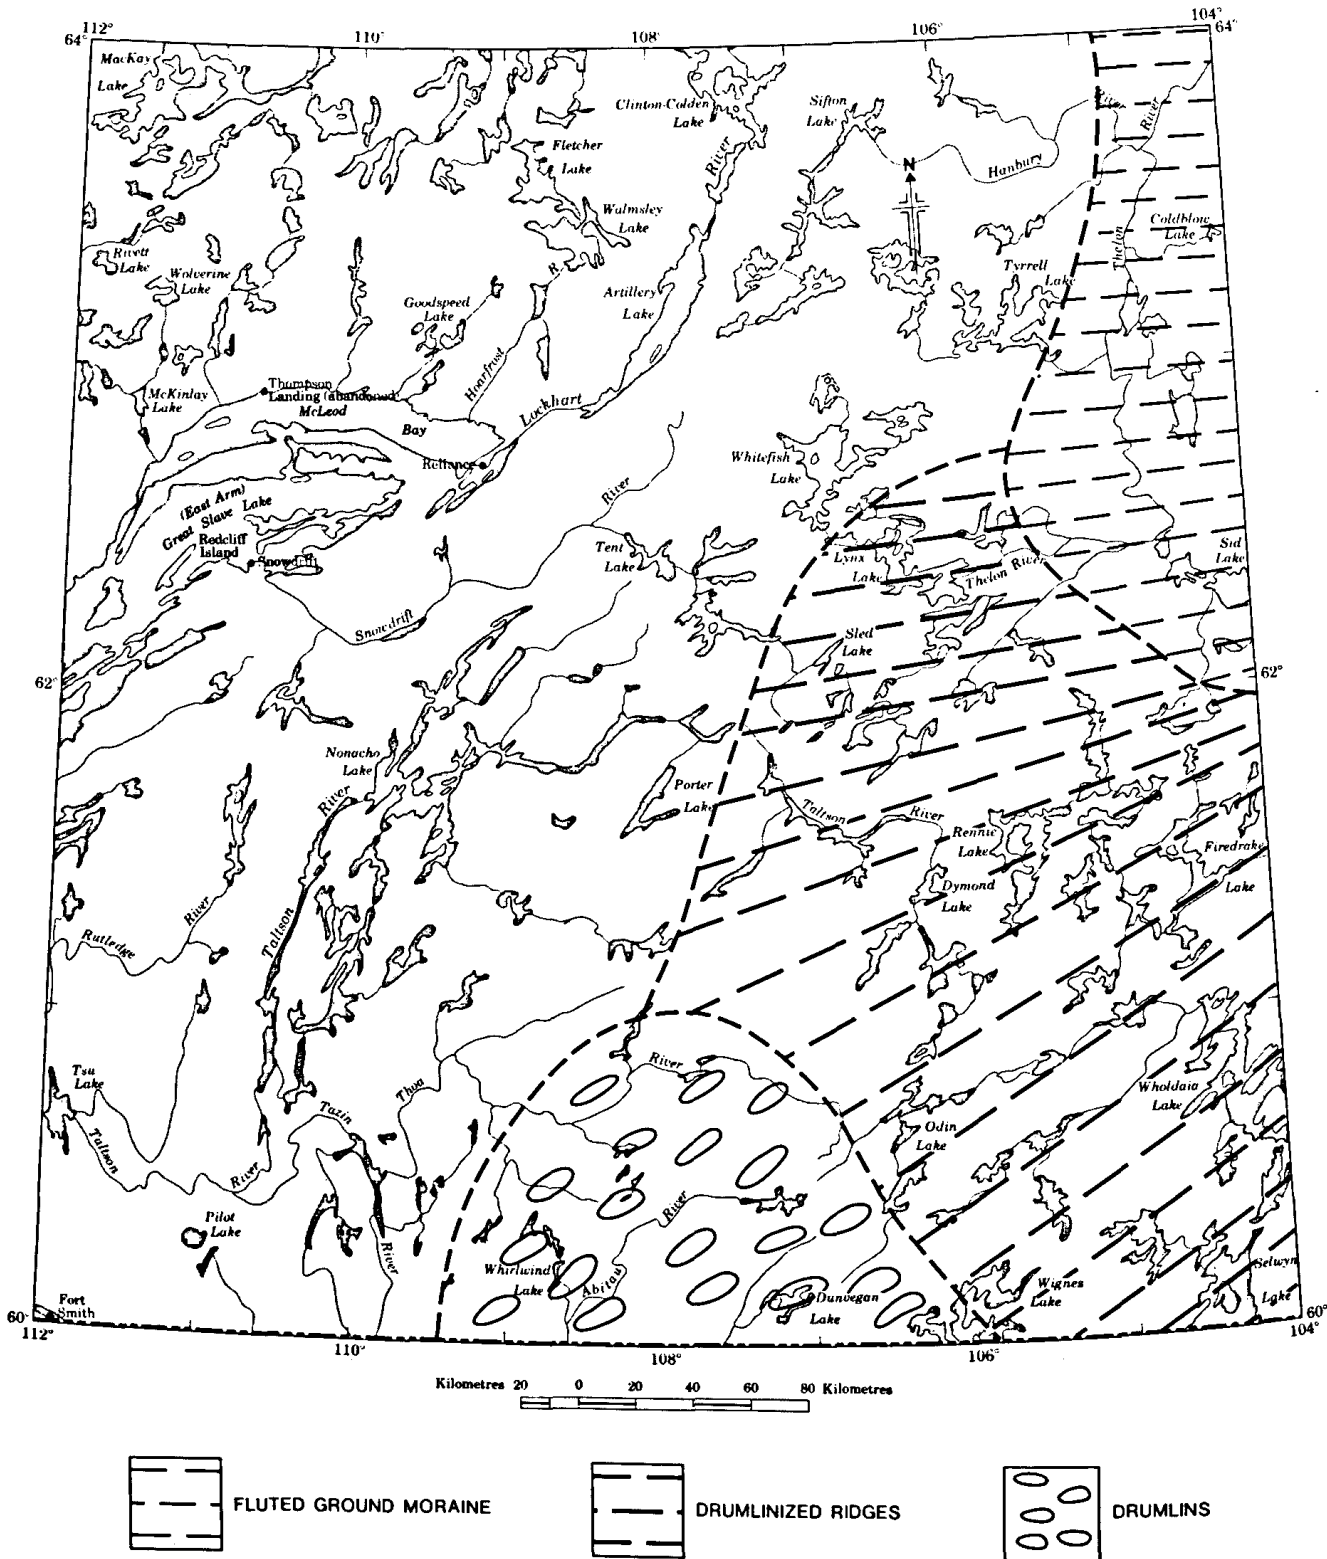 112°
110°
108°
106°
104°
64°
64°
MacKay
Lake
Clinton-Colden
Lake
Sifton
Lake
River
River
Hanbury
Fletcher
Lake
N
Walmsley
Lake
Coldblow
Lake
Thelon
Rivett
Lake
Wolverine
Lake
R
Artillery
Lake
Tyrrell
Lake
Goodspeed
Lake
Hoarfrost
McKinlay
Lake
Thompson
Landing (abandoned)
McLeod
Bay
Lockhart
Reliance
Whitefish
Lake
(East Arm)
Great Slave Lake
Redcliff
Island
Snowdrift
River
Tent
Lake
Lynx
Lake
Thelon River
Sid
Lake
Snowdrift
Sled
Lake
62°
62°
Nonacho
Lake
River
Porter
Lake
Taltson
River
Rennie
Lake
Firedrake
Lake
Dymond
Lake
River
Rutledge
Taltson
Tsu
Lake
Taltson
River
Tazin
Thoa
River
Wholdaia
Lake
Odin
Lake
Pilot
Lake
River
River
Whirlwind
Lake
Abitau
Dunvegan
Lake
Wignes
Lake
Selwyn
Lake
Fort
Smith
60°
60°
112°
110°
108°
106°
104°
Kilometres 20 0 20 40 60 80 Kilometres
FLUTED GROUND MORAINE
DRUMLINIZED RIDGES
DRUMLINS